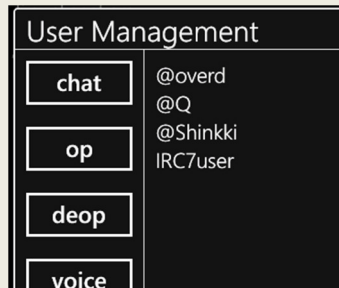 User Management
chat
op
deop
voice
@overd
@Q
@Shinkki
IRC7user